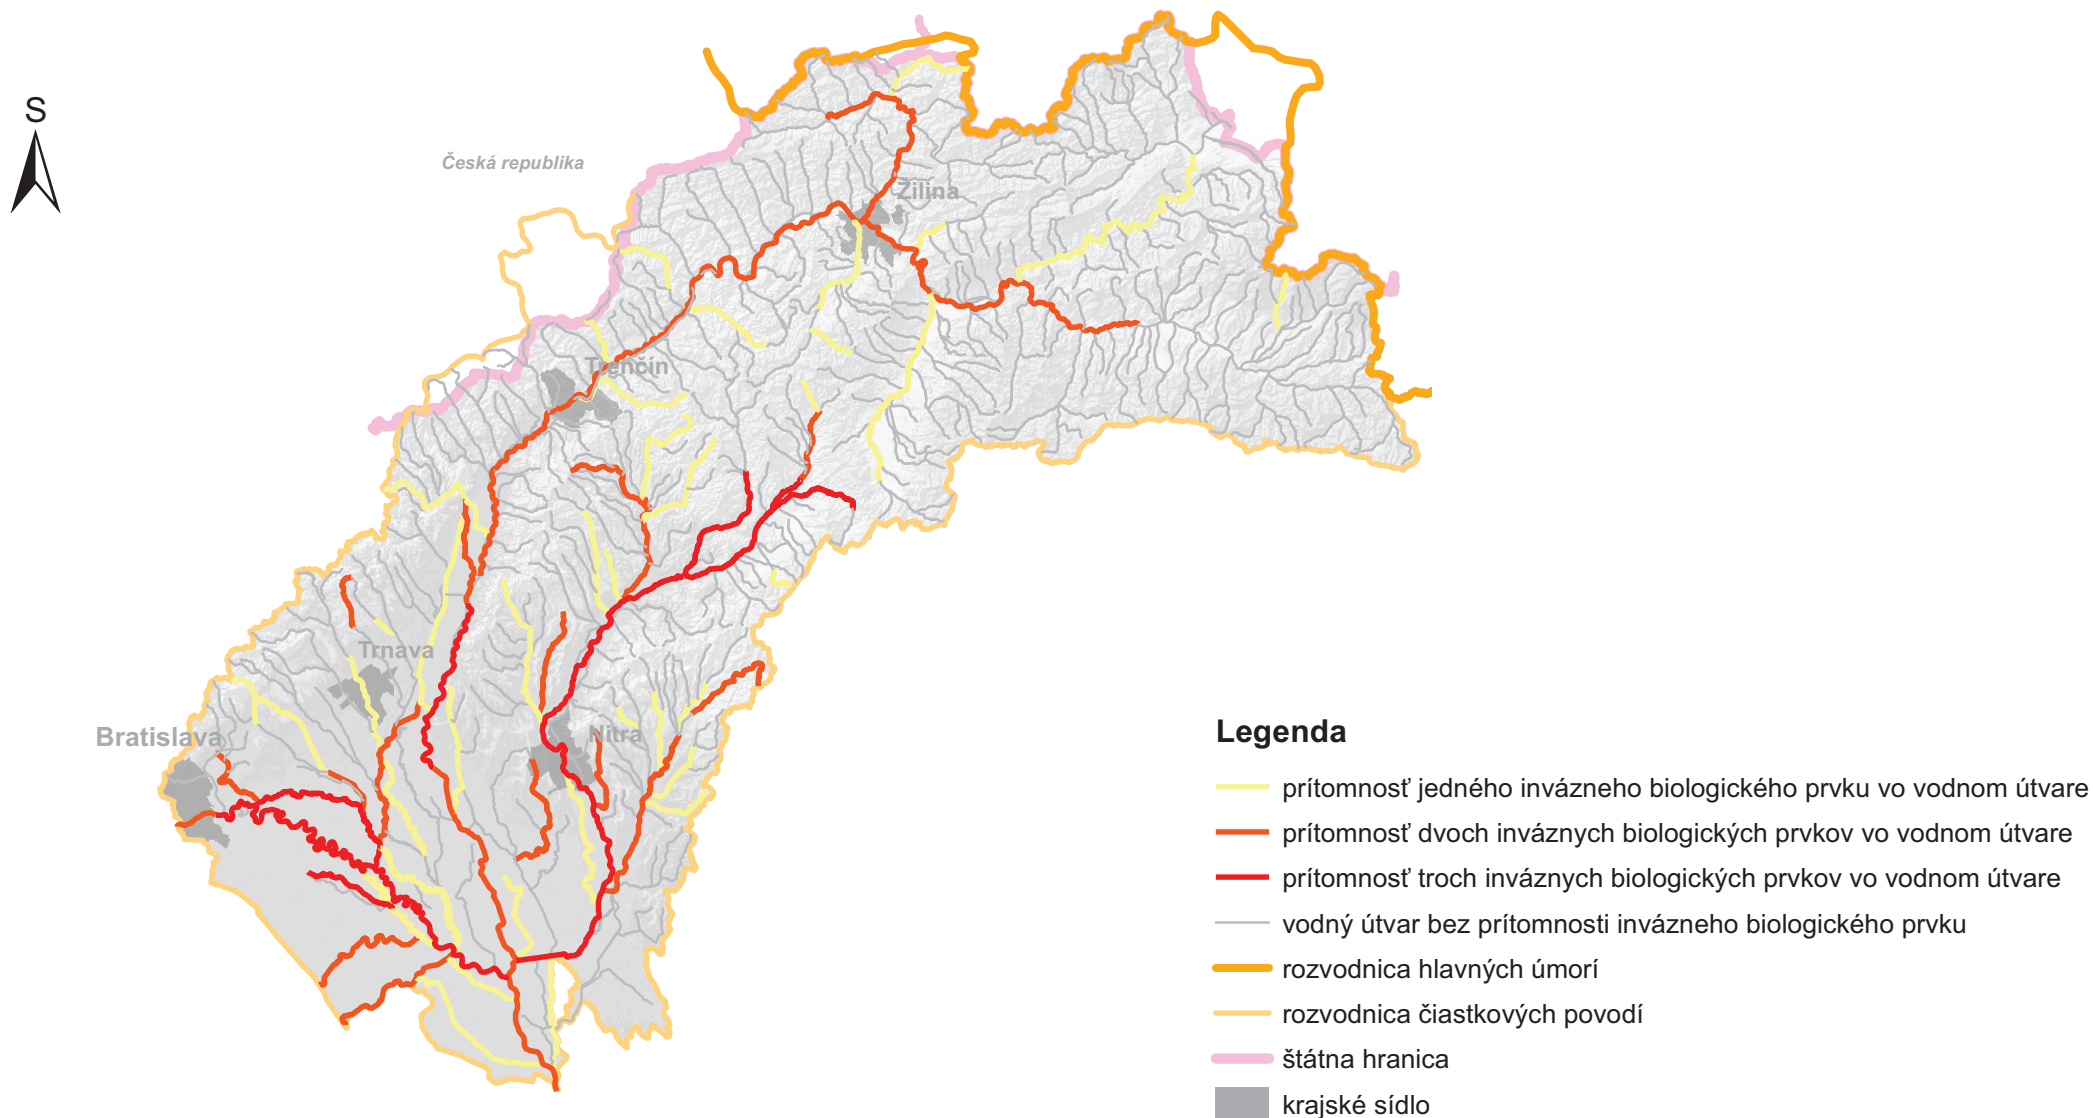 S
Česká republika
Žilina
Trenčín
Trnava
Bratislava
Nitra
Legenda
prítomnosť jedného invázneho biologického prvku vo vodnom útvare
prítomnosť dvoch inváznych biologických prvkov vo vodnom útvare
prítomnosť troch inváznych biologických prvkov vo vodnom útvare
vodný útvar bez prítomnosti invázneho biologického prvku
rozvodnica hlavných úmorí
rozvodnica čiastkových povodí
štátna hranica
krajské sídlo